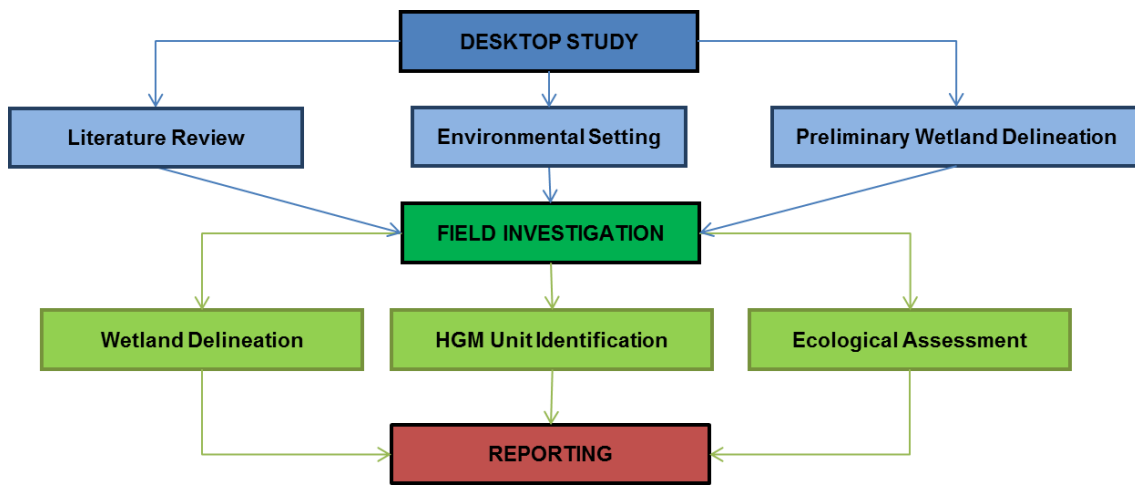 DESKTOP STUDY
Literature Review
Environmental Setting
Preliminary Wetland Delineation
FIELD INVESTIGATION
Wetland Delineation
HGM Unit Identification
Ecological Assessment
REPORTING